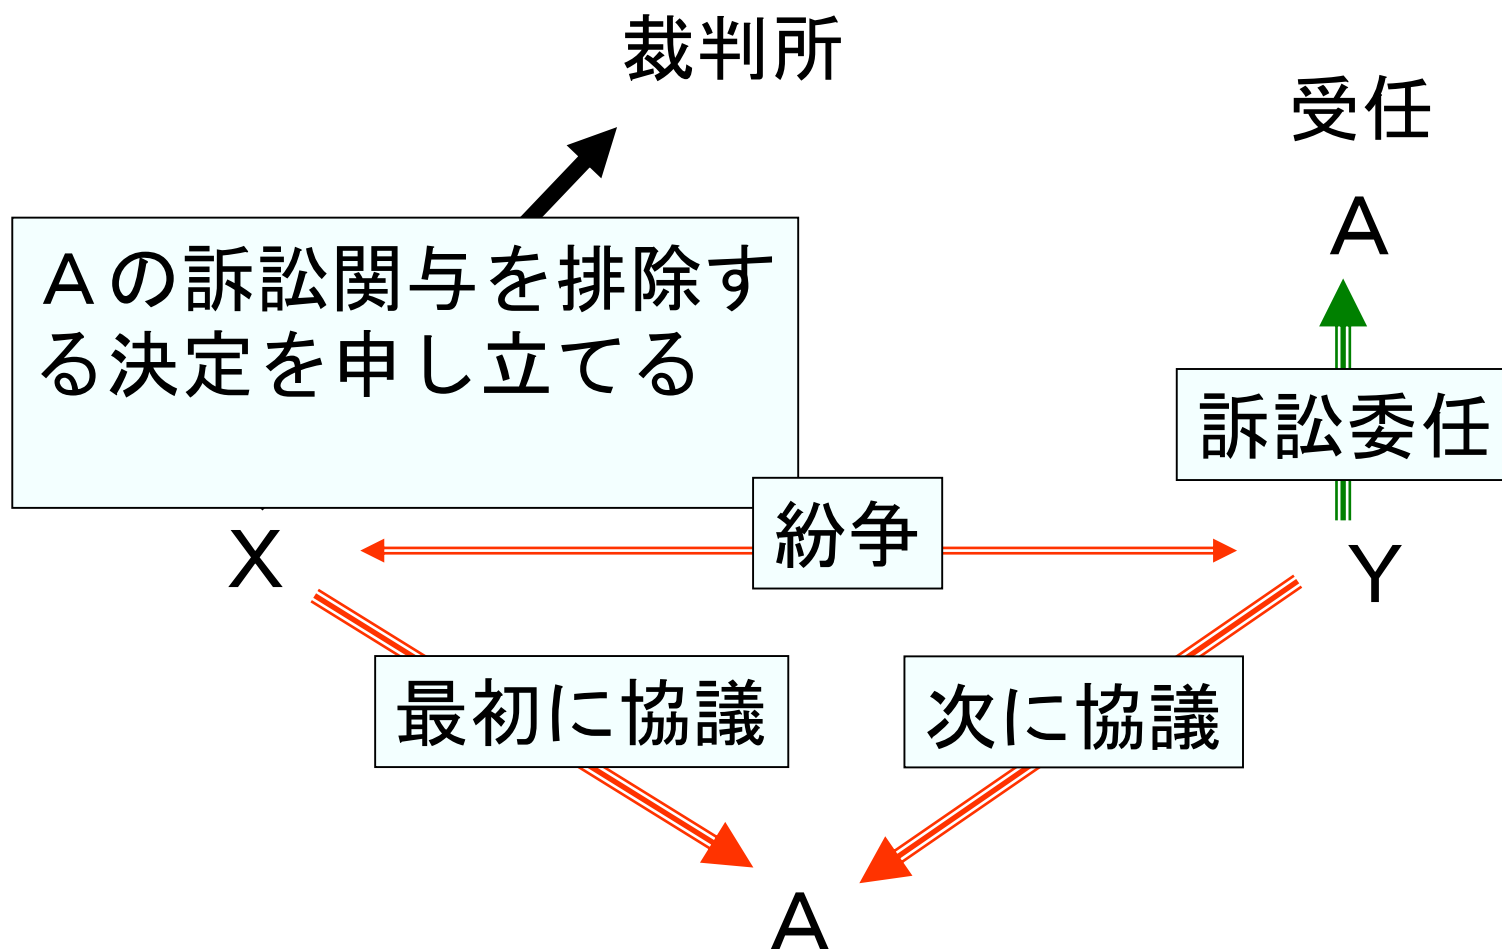 裁判所
受任
A
Aの訴訟関与を排除す
る決定を申し立てる
訴訟委任
紛争
X
Y
最初に協議
次に協議
A